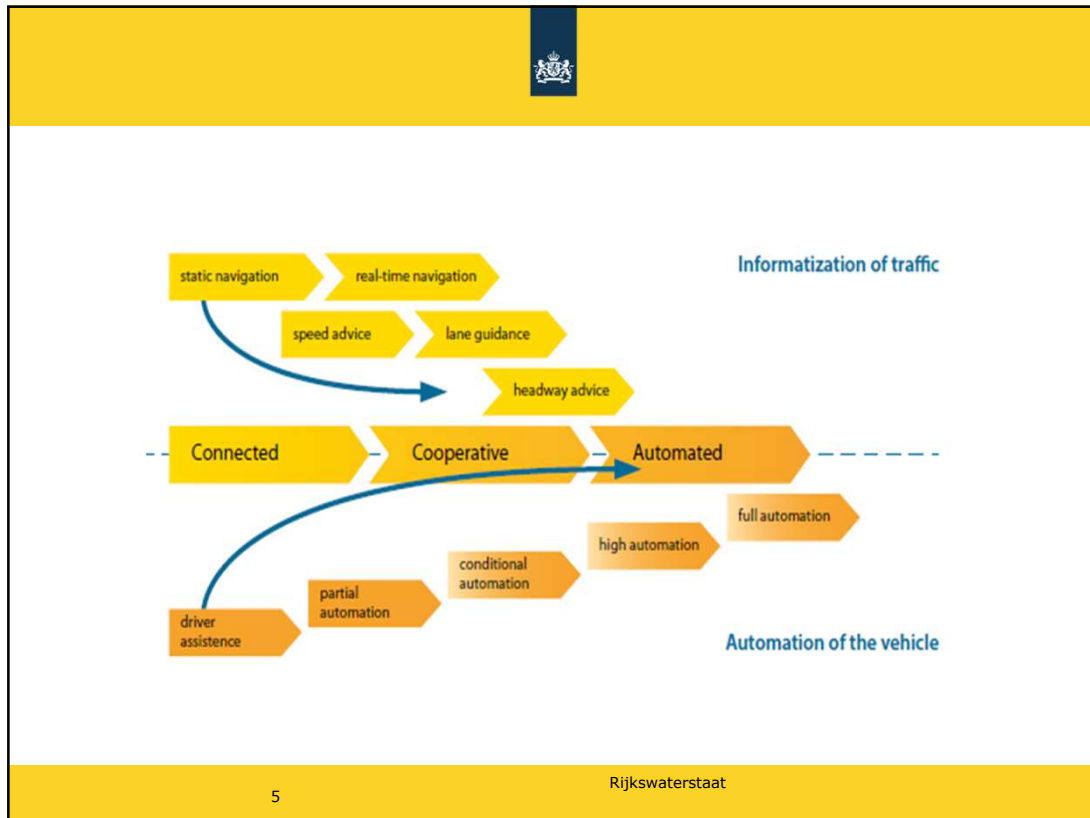 Informatization of traffic
static navigation
real-time navigation
speed advice
lane guidance
headway advice
Connected
Cooperative
Automated
full automation
high automation
conditional
automation
partial
automation
driver
assistence
Automation of the vehicle
5
Rijkswaterstaat